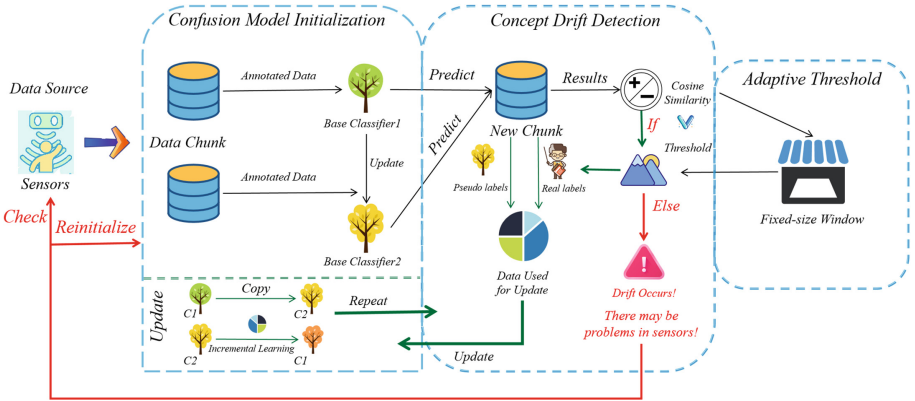 Confusion Model Initialization
Concept Drift Detection
Adaptive Threshold
Data Source
Sensors
Check
Reinitialize
Data Chunk
Annotated Data
Annotated Data
Base Classifier1
Update
Base Classifier2
Predict
Predict
New Chunk
Results
Cosine
Similarity
If
Threshold
Pseudo labels
Real labels
Else
Fixed-size Window
Data Used
for Update
Drift Occurs!
There may be
problems in sensors!
Update
C1
Copy
C2
C2
Incremental Learning
C1
Repeat
Update